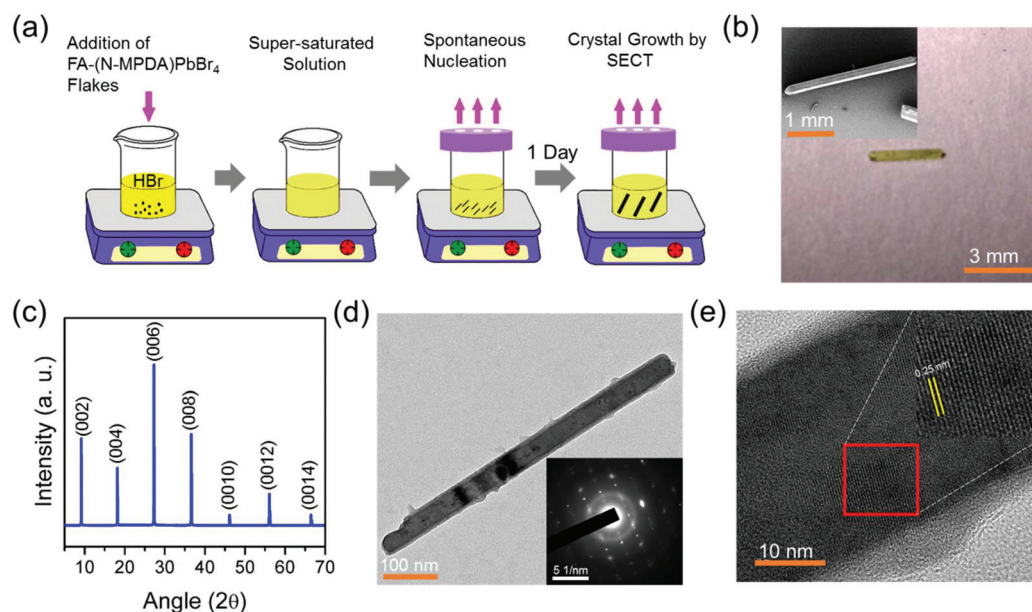 (a)
Addition of
FA-(N-MPDA)PbBr₄
Flakes
Super-saturated
Solution
Spontaneous
Nucleation
Crystal Growth by
SECT
HBr
1 Day
(b)
1 mm
3 mm
(c)
Intensity (a. u.)
(002)
(004)
(006)
(008)
(0010)
(0012)
(0014)
10 20 30 40 50 60 70
Angle (2θ)
(d)
100 nm
5 1/nm
(e)
0.25 nm
10 nm